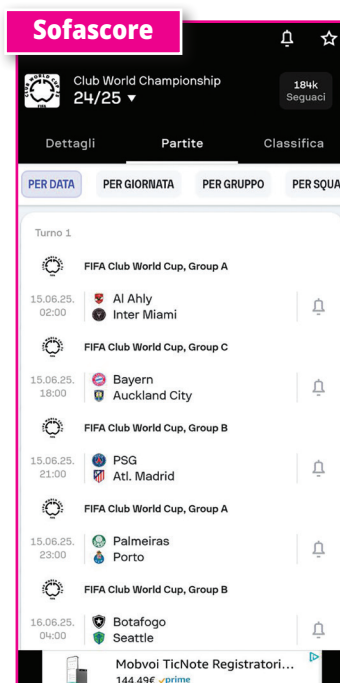 Sofascore
Club World Championship
24/25 ▼
184k
Seguaci
Dettagli
Partite
Classifica
PER DATA
PER GIORNATA
PER GRUPPO
PER SQUA
Turno 1
FIFA Club World Cup, Group A
15.06.25.
02:00
Al Ahly
Inter Miami
FIFA Club World Cup, Group C
15.06.25.
18:00
Bayern
Auckland City
FIFA Club World Cup, Group B
15.06.25.
21:00
PSG
Atl. Madrid
FIFA Club World Cup, Group A
15.06.25.
23:00
Palmeiras
Porto
FIFA Club World Cup, Group B
16.06.25.
04:00
Botafogo
Seattle
Mobvoi TicNote Registratori...
144,49€ prime